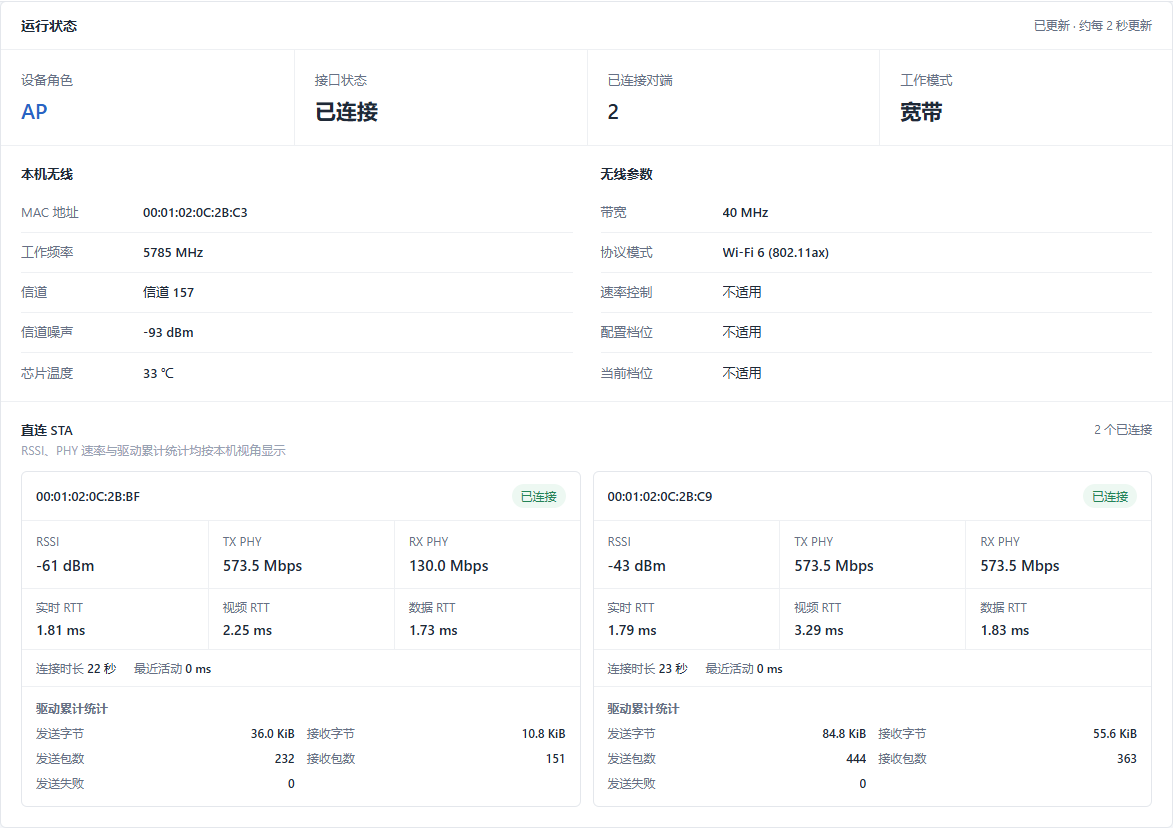 运行状态
已更新 · 约每 2 秒更新
设备角色
AP
接口状态
已连接
已连接对端
2
工作模式
宽带
本机无线
MAC 地址 00:01:02:0C:2B:C3
工作频率 5785 MHz
信道 信道 157
信道噪声 -93 dBm
芯片温度 33 ℃
无线参数
带宽 40 MHz
协议模式 Wi-Fi 6 (802.11ax)
速率控制 不适用
配置档位 不适用
当前档位 不适用
直连 STA
2 个已连接
RSSI、PHY 速率与驱动累计统计均按本机视角显示
00:01:02:0C:2B:BF 已连接
RSSI TX PHY RX PHY
-61 dBm 573.5 Mbps 130.0 Mbps
实时 RTT 视频 RTT 数据 RTT
1.81 ms 2.25 ms 1.73 ms
连接时长 22 秒 最近活动 0 ms
驱动累计统计
发送字节 36.0 KiB 接收字节 10.8 KiB
发送包数 232 接收包数 151
发送失败 0
00:01:02:0C:2B:C9 已连接
RSSI TX PHY RX PHY
-43 dBm 573.5 Mbps 573.5 Mbps
实时 RTT 视频 RTT 数据 RTT
1.79 ms 3.29 ms 1.83 ms
连接时长 23 秒 最近活动 0 ms
驱动累计统计
发送字节 84.8 KiB 接收字节 55.6 KiB
发送包数 444 接收包数 363
发送失败 0